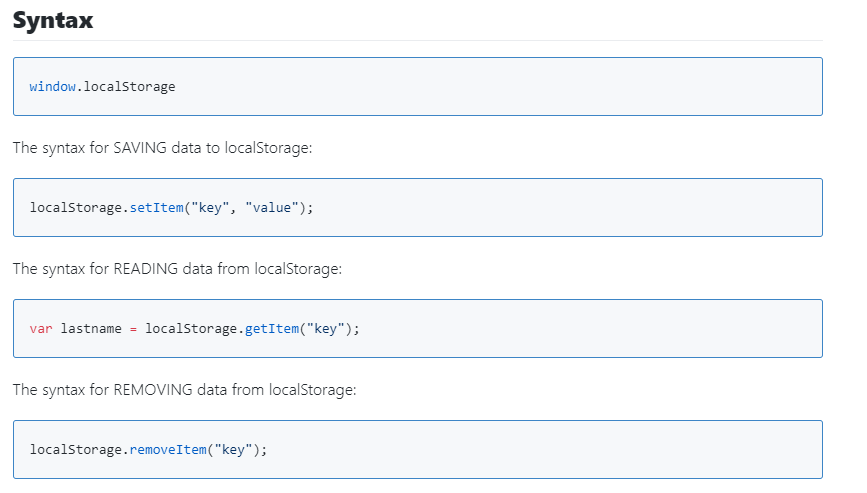 Syntax
window.localStorage
The syntax for SAVING data to localStorage:
localStorage.setItem("key", "value");
The syntax for READING data from localStorage:
var lastname = localStorage.getItem("key");
The syntax for REMOVING data from localStorage:
localStorage.removeItem("key");